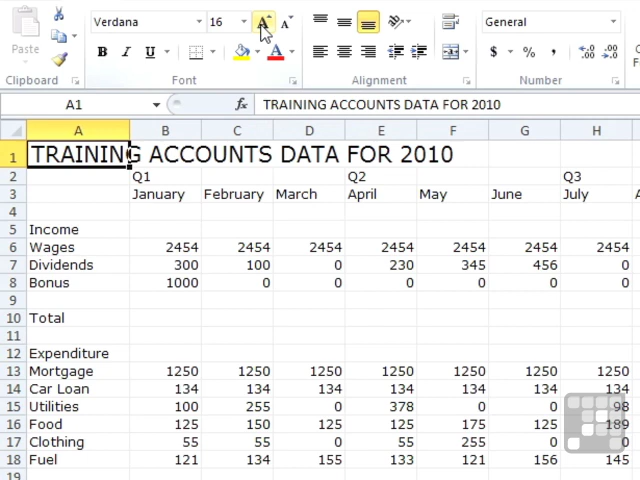 Verdana 16 A A General
Paste B I U A $ % , .00 .00
Clipboard Font Alignment Number
A1 fx TRAINING ACCOUNTS DATA FOR 2010
A B C D E F G H
1 TRAINING ACCOUNTS DATA FOR 2010
2 Q1 Q2 Q3
3 January February March April May June July
4
5 Income
6 Wages 2454 2454 2454 2454 2454 2454 2454
7 Dividends 300 100 0 230 345 456 0
8 Bonus 1000 0 0 0 0 0 0
9
10 Total
11
12 Expenditure
13 Mortgage 1250 1250 1250 1250 1250 1250 1250
14 Car Loan 134 134 134 134 134 134 134
15 Utilities 100 255 0 378 0 0 98
16 Food 125 150 125 125 175 125 189
17 Clothing 55 55 0 55 255 0 0
18 Fuel 121 134 155 133 121 156 145
19